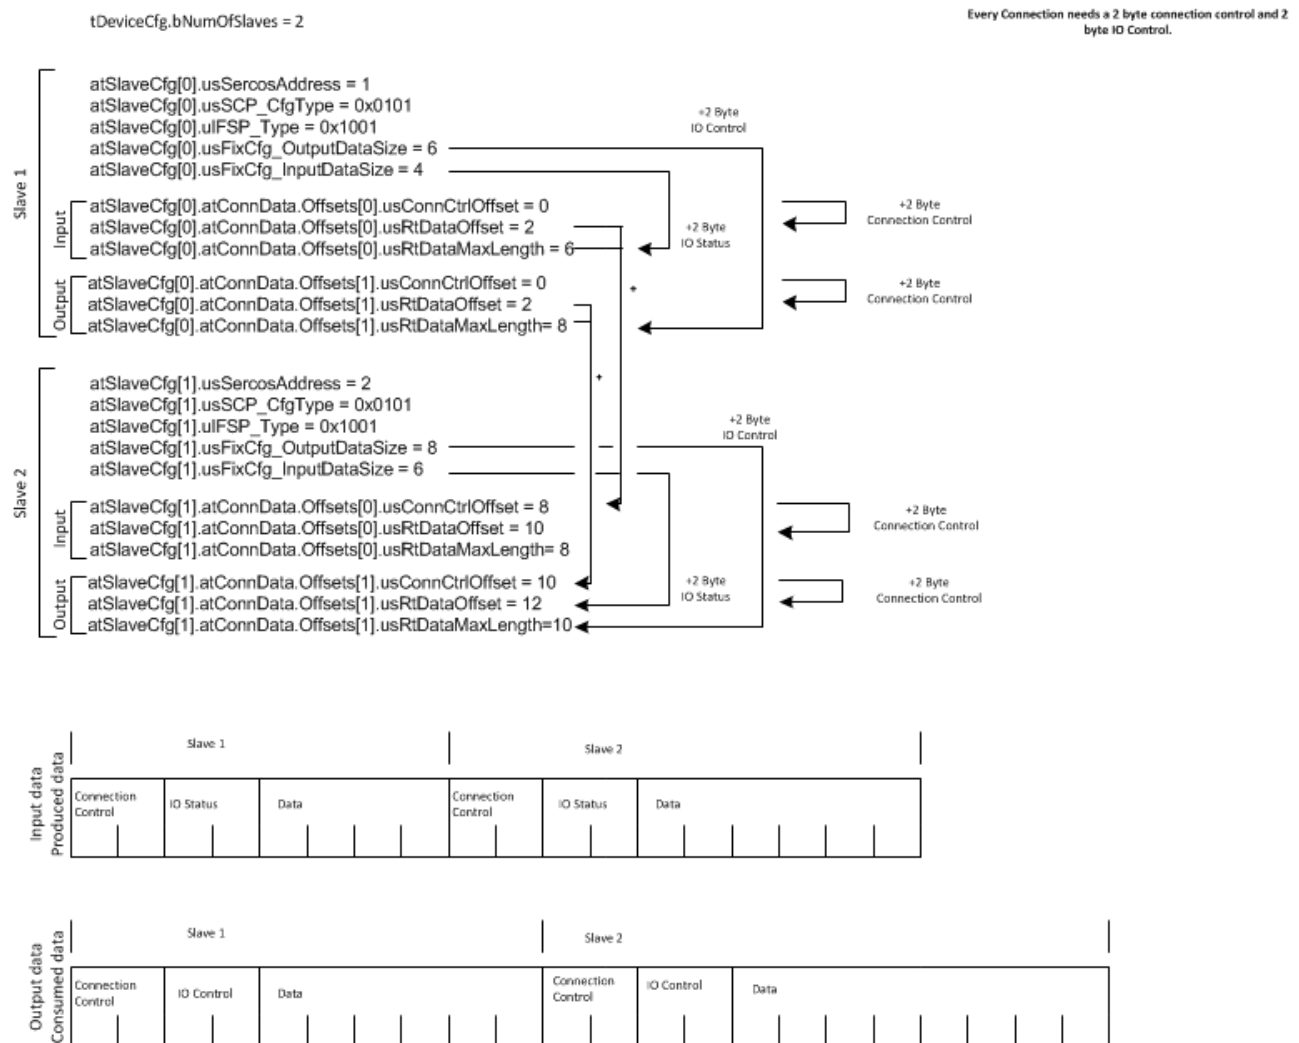 tDeviceCfg.bNumOfSlaves = 2
Every Connection needs a 2 byte connection control and 2
byte IO Control.
Slave 1
atSlaveCfg[0].usSercosAddress = 1
atSlaveCfg[0].usSCP_CfgType = 0x0101
atSlaveCfg[0].ulFSP_Type = 0x1001
atSlaveCfg[0].usFixCfg_OutputDataSize = 6
atSlaveCfg[0].usFixCfg_InputDataSize = 4
+2 Byte
IO Control
Input
atSlaveCfg[0].atConnData.Offsets[0].usConnCtrlOffset = 0
atSlaveCfg[0].atConnData.Offsets[0].usRtDataOffset = 2
atSlaveCfg[0].atConnData.Offsets[0].usRtDataMaxLength = 6
+2 Byte
IO Status
+2 Byte
Connection Control
Output
atSlaveCfg[0].atConnData.Offsets[1].usConnCtrlOffset = 0
atSlaveCfg[0].atConnData.Offsets[1].usRtDataOffset = 2
atSlaveCfg[0].atConnData.Offsets[1].usRtDataMaxLength= 8
+
+2 Byte
Connection Control
Slave 2
+
atSlaveCfg[1].usSercosAddress = 2
atSlaveCfg[1].usSCP_CfgType = 0x0101
atSlaveCfg[1].ulFSP_Type = 0x1001
atSlaveCfg[1].usFixCfg_OutputDataSize = 8
atSlaveCfg[1].usFixCfg_InputDataSize = 6
+2 Byte
IO Control
Input
atSlaveCfg[1].atConnData.Offsets[0].usConnCtrlOffset = 8
atSlaveCfg[1].atConnData.Offsets[0].usRtDataOffset = 10
atSlaveCfg[1].atConnData.Offsets[0].usRtDataMaxLength= 8
+2 Byte
Connection Control
Output
atSlaveCfg[1].atConnData.Offsets[1].usConnCtrlOffset = 10
atSlaveCfg[1].atConnData.Offsets[1].usRtDataOffset = 12
atSlaveCfg[1].atConnData.Offsets[1].usRtDataMaxLength=10
+2 Byte
IO Status
+2 Byte
Connection Control
Input data
Produced data
Slave 1
Slave 2
Connection
Control
IO Status
Data
Connection
Control
IO Status
Data
Output data
Consumed data
Slave 1
Slave 2
Connection
Control
IO Control
Data
Connection
Control
IO Control
Data